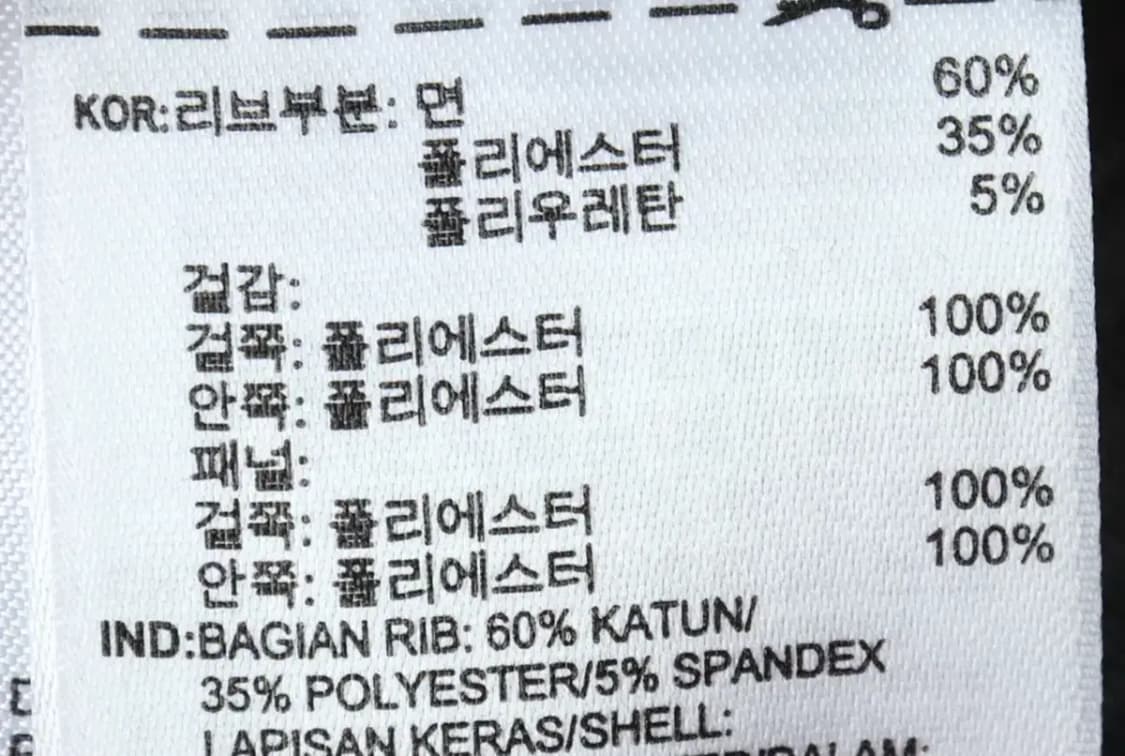 KOR:리브부분: 면 60%
폴리에스터 35%
폴리우레탄 5%
겉감:
겉쪽: 폴리에스터 100%
안쪽: 폴리에스터 100%
패널:
겉쪽: 폴리에스터 100%
안쪽: 폴리에스터 100%
IND:BAGIAN RIB: 60% KATUN/
35% POLYESTER/5% SPANDEX
LAPISAN KERAS/SHELL: